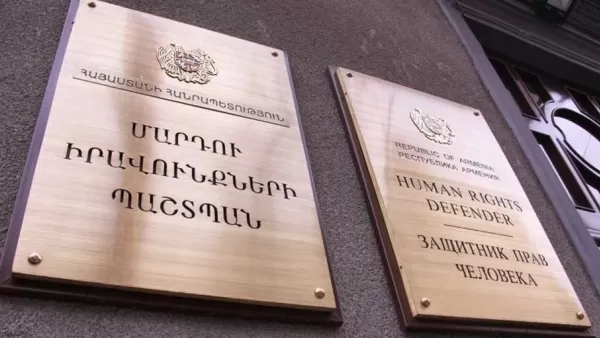 ՀԱՅԱՍՏԱՆԻ ՀԱՆՐԱՊԵՏՈՒԹՅՈՒՆ
ՄԱՐԴՈՒ
ԻՐԱՎՈՒՆՔՆԵՐԻ
ՊԱՇՏՊԱՆ
REPUBLIC OF ARMENIA
РЕСПУБЛИКА АРМЕНИЯ
HUMAN RIGHTS
DEFENDER
ЗАЩИТНИК ПРАВ
ЧЕЛОВЕКА